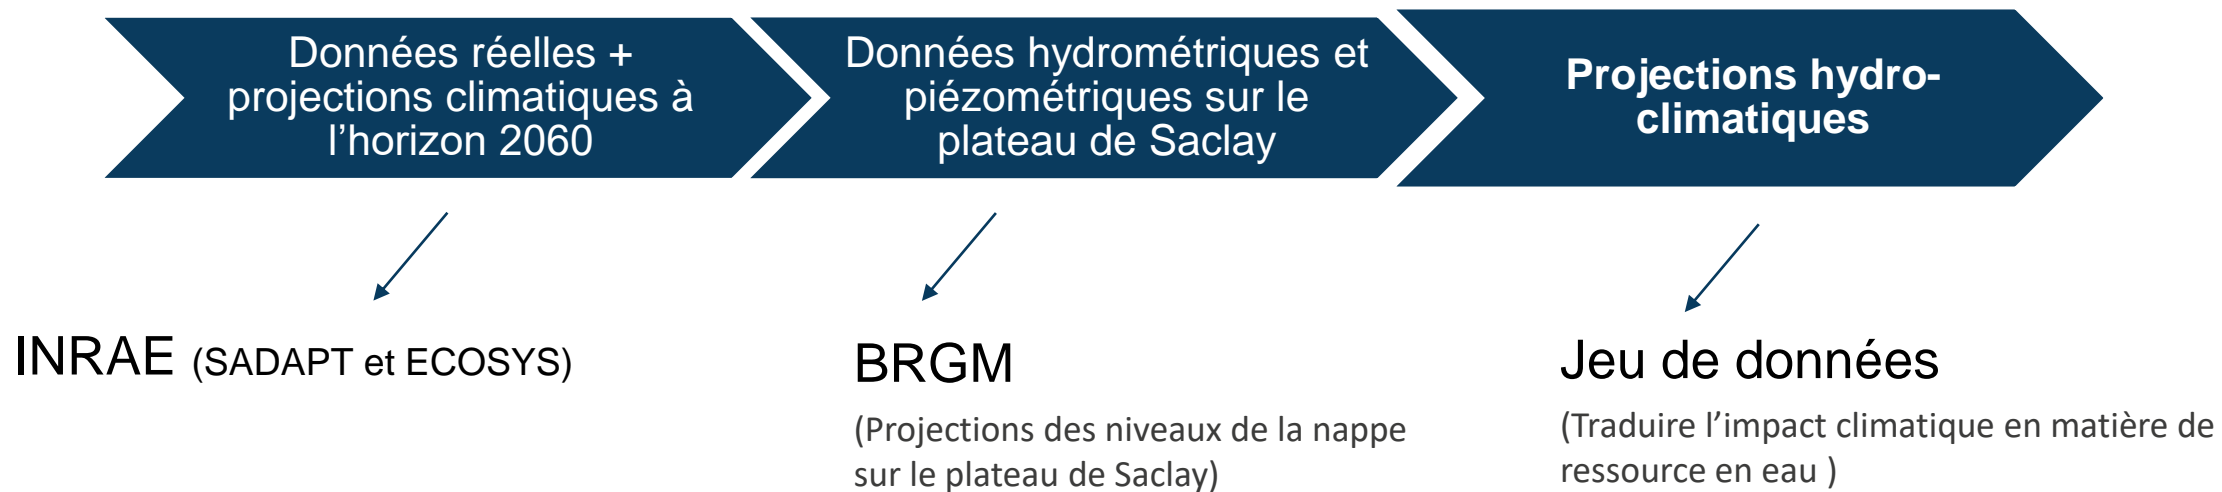 Données réelles +
projections climatiques à
l’horizon 2060
Données hydrométriques et
piézométriques sur le
plateau de Saclay
Projections hydro-
climatiques
INRAE (SADAPT et ECOSYS)
BRGM
(Projections des niveaux de la nappe
sur le plateau de Saclay)
Jeu de données
(Traduire l’impact climatique en matière de
ressource en eau )